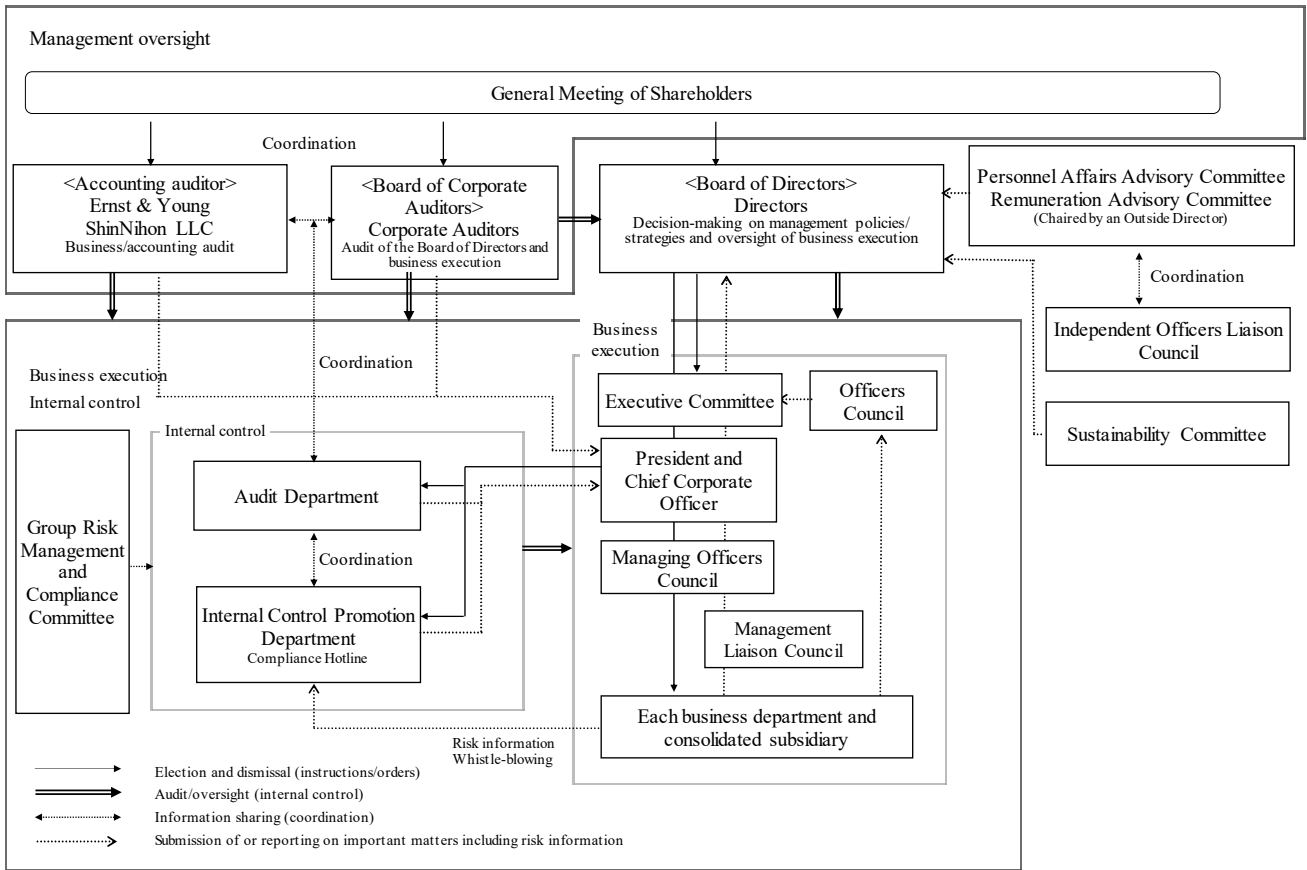 Management oversight
General Meeting of Shareholders
Coordination
<Accounting auditor>
Ernst & Young
ShinNihon LLC
Business/accounting audit
<Board of Corporate
Auditors>
Corporate Auditors
Audit of the Board of Directors and
business execution
<Board of Directors>
Directors
Decision-making on management policies/
strategies and oversight of business execution
Personnel Affairs Advisory Committee
Remuneration Advisory Committee
(Chaired by an Outside Director)
Coordination
Independent Officers Liaison
Council
Sustainability Committee
Business execution
Internal control
Coordination
Business
execution
Executive Committee
Officers
Council
President and
Chief Corporate
Officer
Managing Officers
Council
Management
Liaison Council
Each business department and
consolidated subsidiary
Internal control
Audit Department
Coordination
Internal Control Promotion
Department
Compliance Hotline
Group Risk
Management
and
Compliance
Committee
Risk information
Whistle-blowing
Election and dismissal (instructions/orders)
Audit/oversight (internal control)
Information sharing (coordination)
Submission of or reporting on important matters including risk information